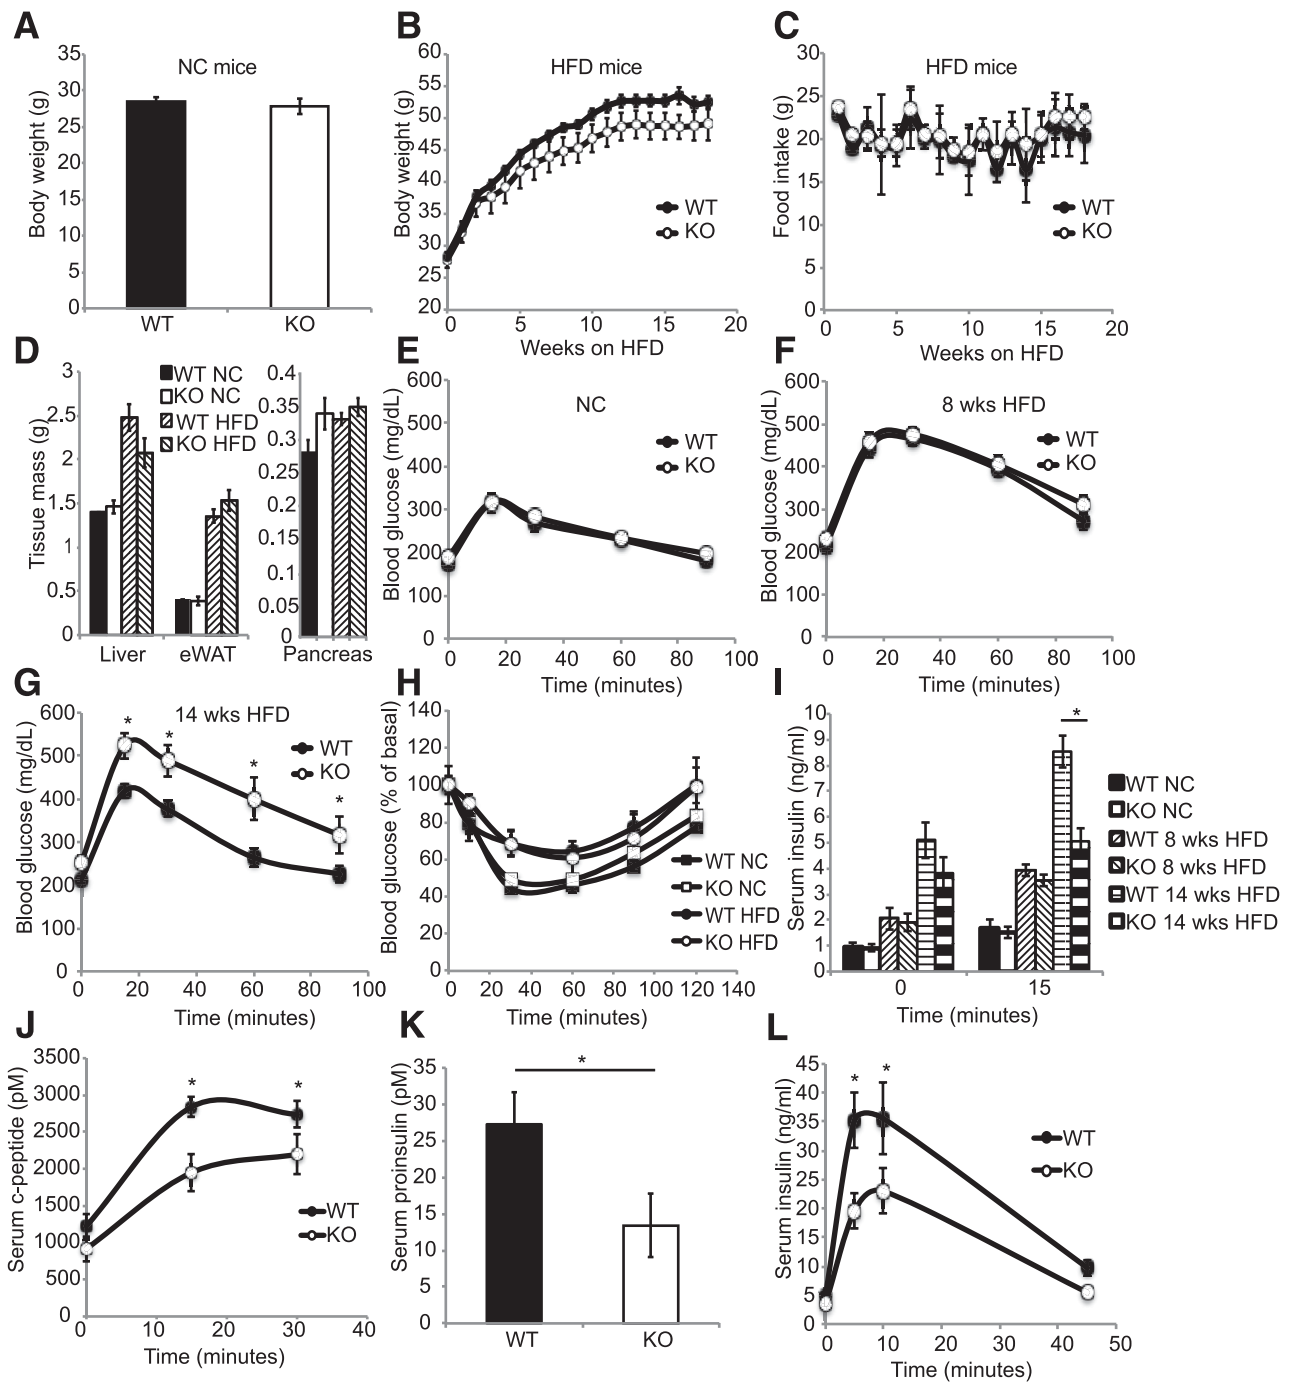 A
NC mice
Body weight (g)
35
30
25
20
15
10
5
0
WT
KO
B
HFD mice
Body weight (g)
60
55
50
45
40
35
30
25
20
WT
KO
0
5
10
15
20
Weeks on HFD
C
HFD mice
Food intake (g)
30
25
20
15
10
5
0
WT
KO
0
5
10
15
20
Weeks on HFD
D
Tissue mass (g)
3
2.5
2
1.5
1
0.5
0
WT NC
KO NC
WT HFD
KO HFD
0.4
0.35
0.3
0.25
0.2
0.15
0.1
0.05
0
Liver
eWAT
Pancreas
E
NC
Blood glucose (mg/dL)
600
500
400
300
200
100
0
WT
KO
0
20
40
60
80
100
Time (minutes)
F
8 wks HFD
Blood glucose (mg/dL)
600
500
400
300
200
100
0
WT
KO
0
20
40
60
80
100
Time (minutes)
G
14 wks HFD
Blood glucose (mg/dL)
600
500
400
300
200
100
0
*
*
*
*
WT
KO
0
20
40
60
80
100
Time (minutes)
H
Blood glucose (% of basal)
140
120
100
80
60
40
20
0
WT NC
KO NC
WT HFD
KO HFD
0
20
40
60
80
100
120
140
Time (minutes)
I
Serum insulin (ng/ml)
10
9
8
7
6
5
4
3
2
1
0
*
WT NC
KO NC
WT 8 wks HFD
KO 8 wks HFD
WT 14 wks HFD
KO 14 wks HFD
0
15
Time (minutes)
J
Serum c-peptide (pM)
3500
3000
2500
2000
1500
1000
500
0
*
*
WT
KO
0
10
20
30
40
Time (minutes)
K
Serum proinsulin (pM)
35
30
25
20
15
10
5
0
*
WT
KO
L
Serum insulin (ng/ml)
45
40
35
30
25
20
15
10
5
0
*
*
WT
KO
0
10
20
30
40
50
Time (minutes)